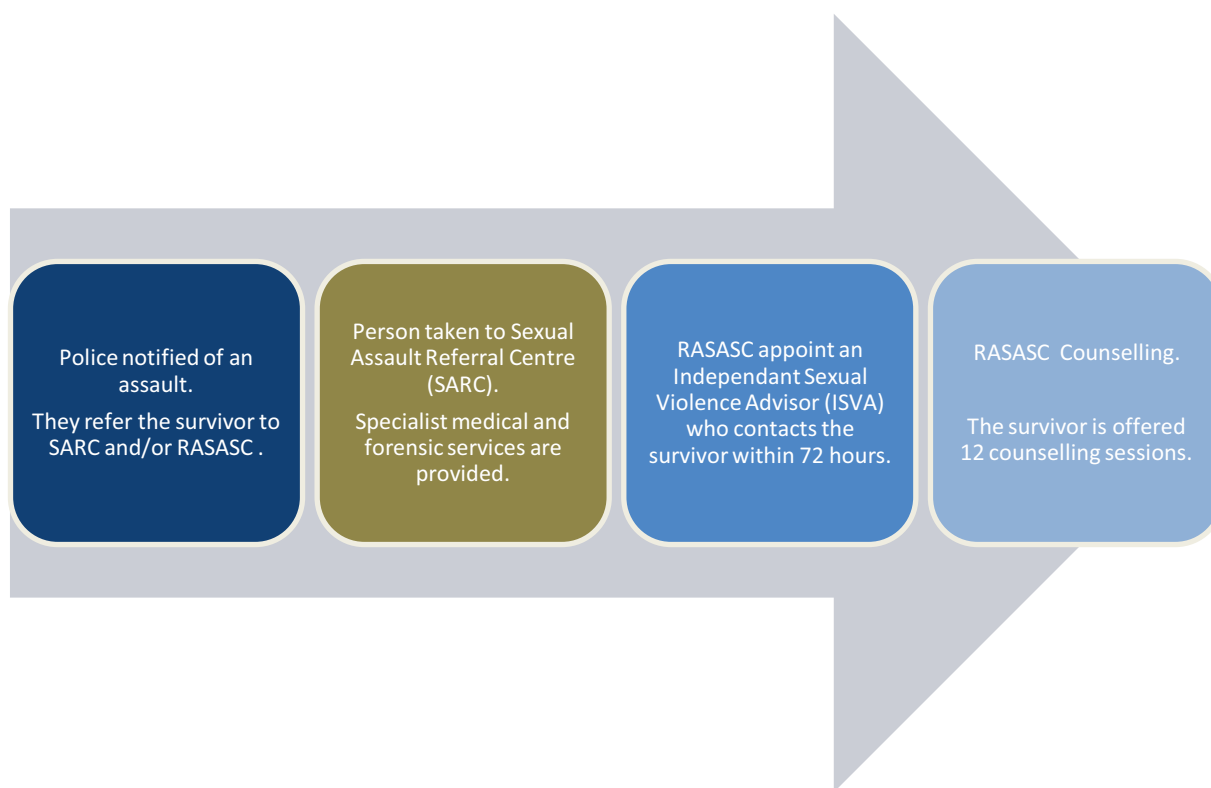 Police notified of an
assault.
They refer the survivor to
SARC and/or RASASC .
Person taken to Sexual
Assault Referral Centre
(SARC).
Specialist medical and
forensic services are
provided.
RASASC appoint an
Independant Sexual
Violence Advisor (ISVA)
who contacts the
survivor within 72 hours.
RASASC  Counselling.
The survivor is offered
12 counselling sessions.